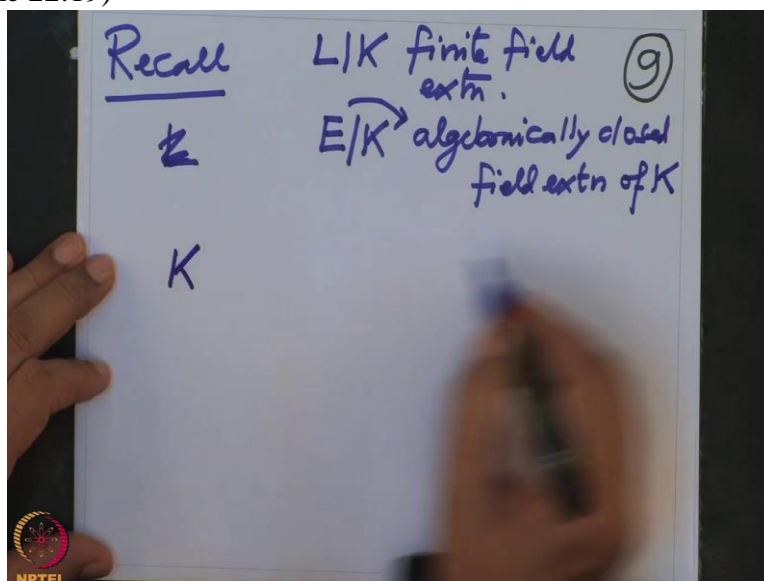 Recall L|K finite field
extn. 9
E|K algebraically closed
field extn of K
K
NPTEL